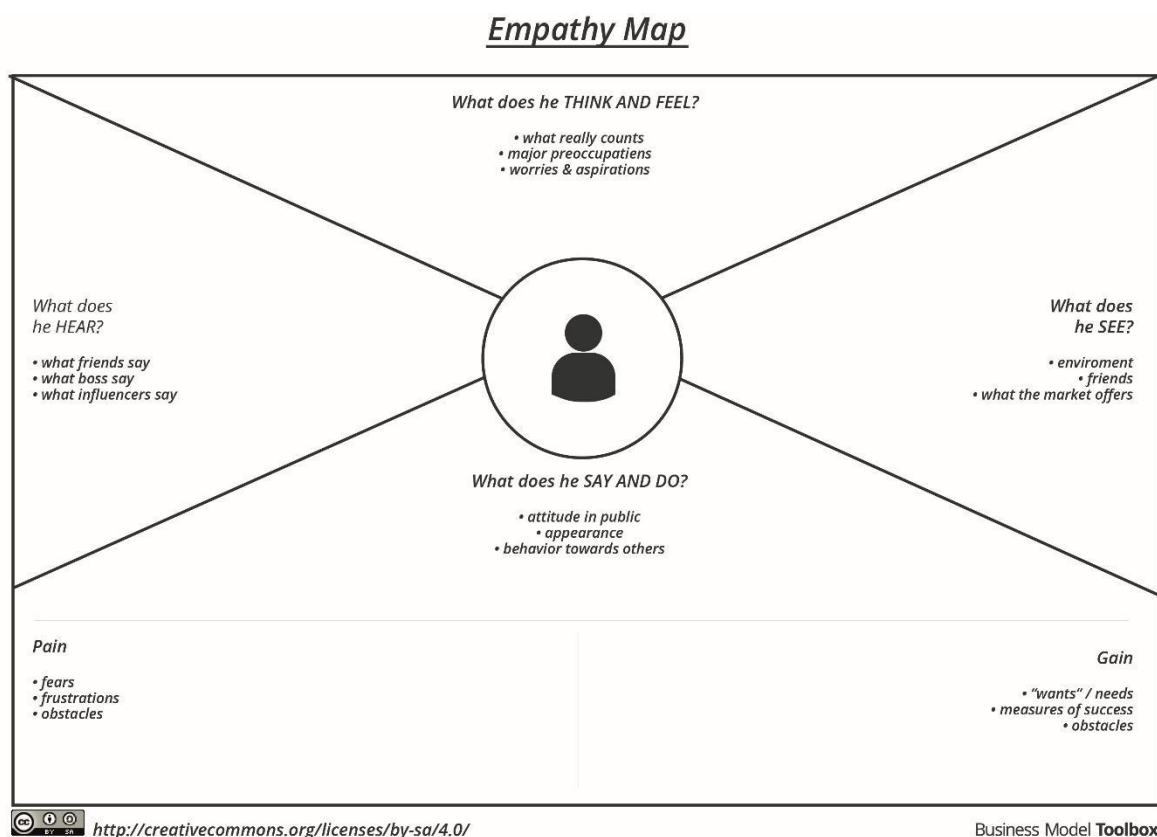 Empathy Map
What does he THINK AND FEEL?
• what really counts
• major preoccupatiens
• worries & aspirations
What does
he HEAR?
• what friends say
• what boss say
• what influencers say
What does
he SEE?
• enviroment
• friends
• what the market offers
What does he SAY AND DO?
• attitude in public
• appearance
• behavior towards others
Pain
• fears
• frustrations
• obstacles
Gain
• “wants” / needs
• measures of success
• obstacles
cc BY SA
http://creativecommons.org/licenses/by-sa/4.0/
Business Model Toolbox